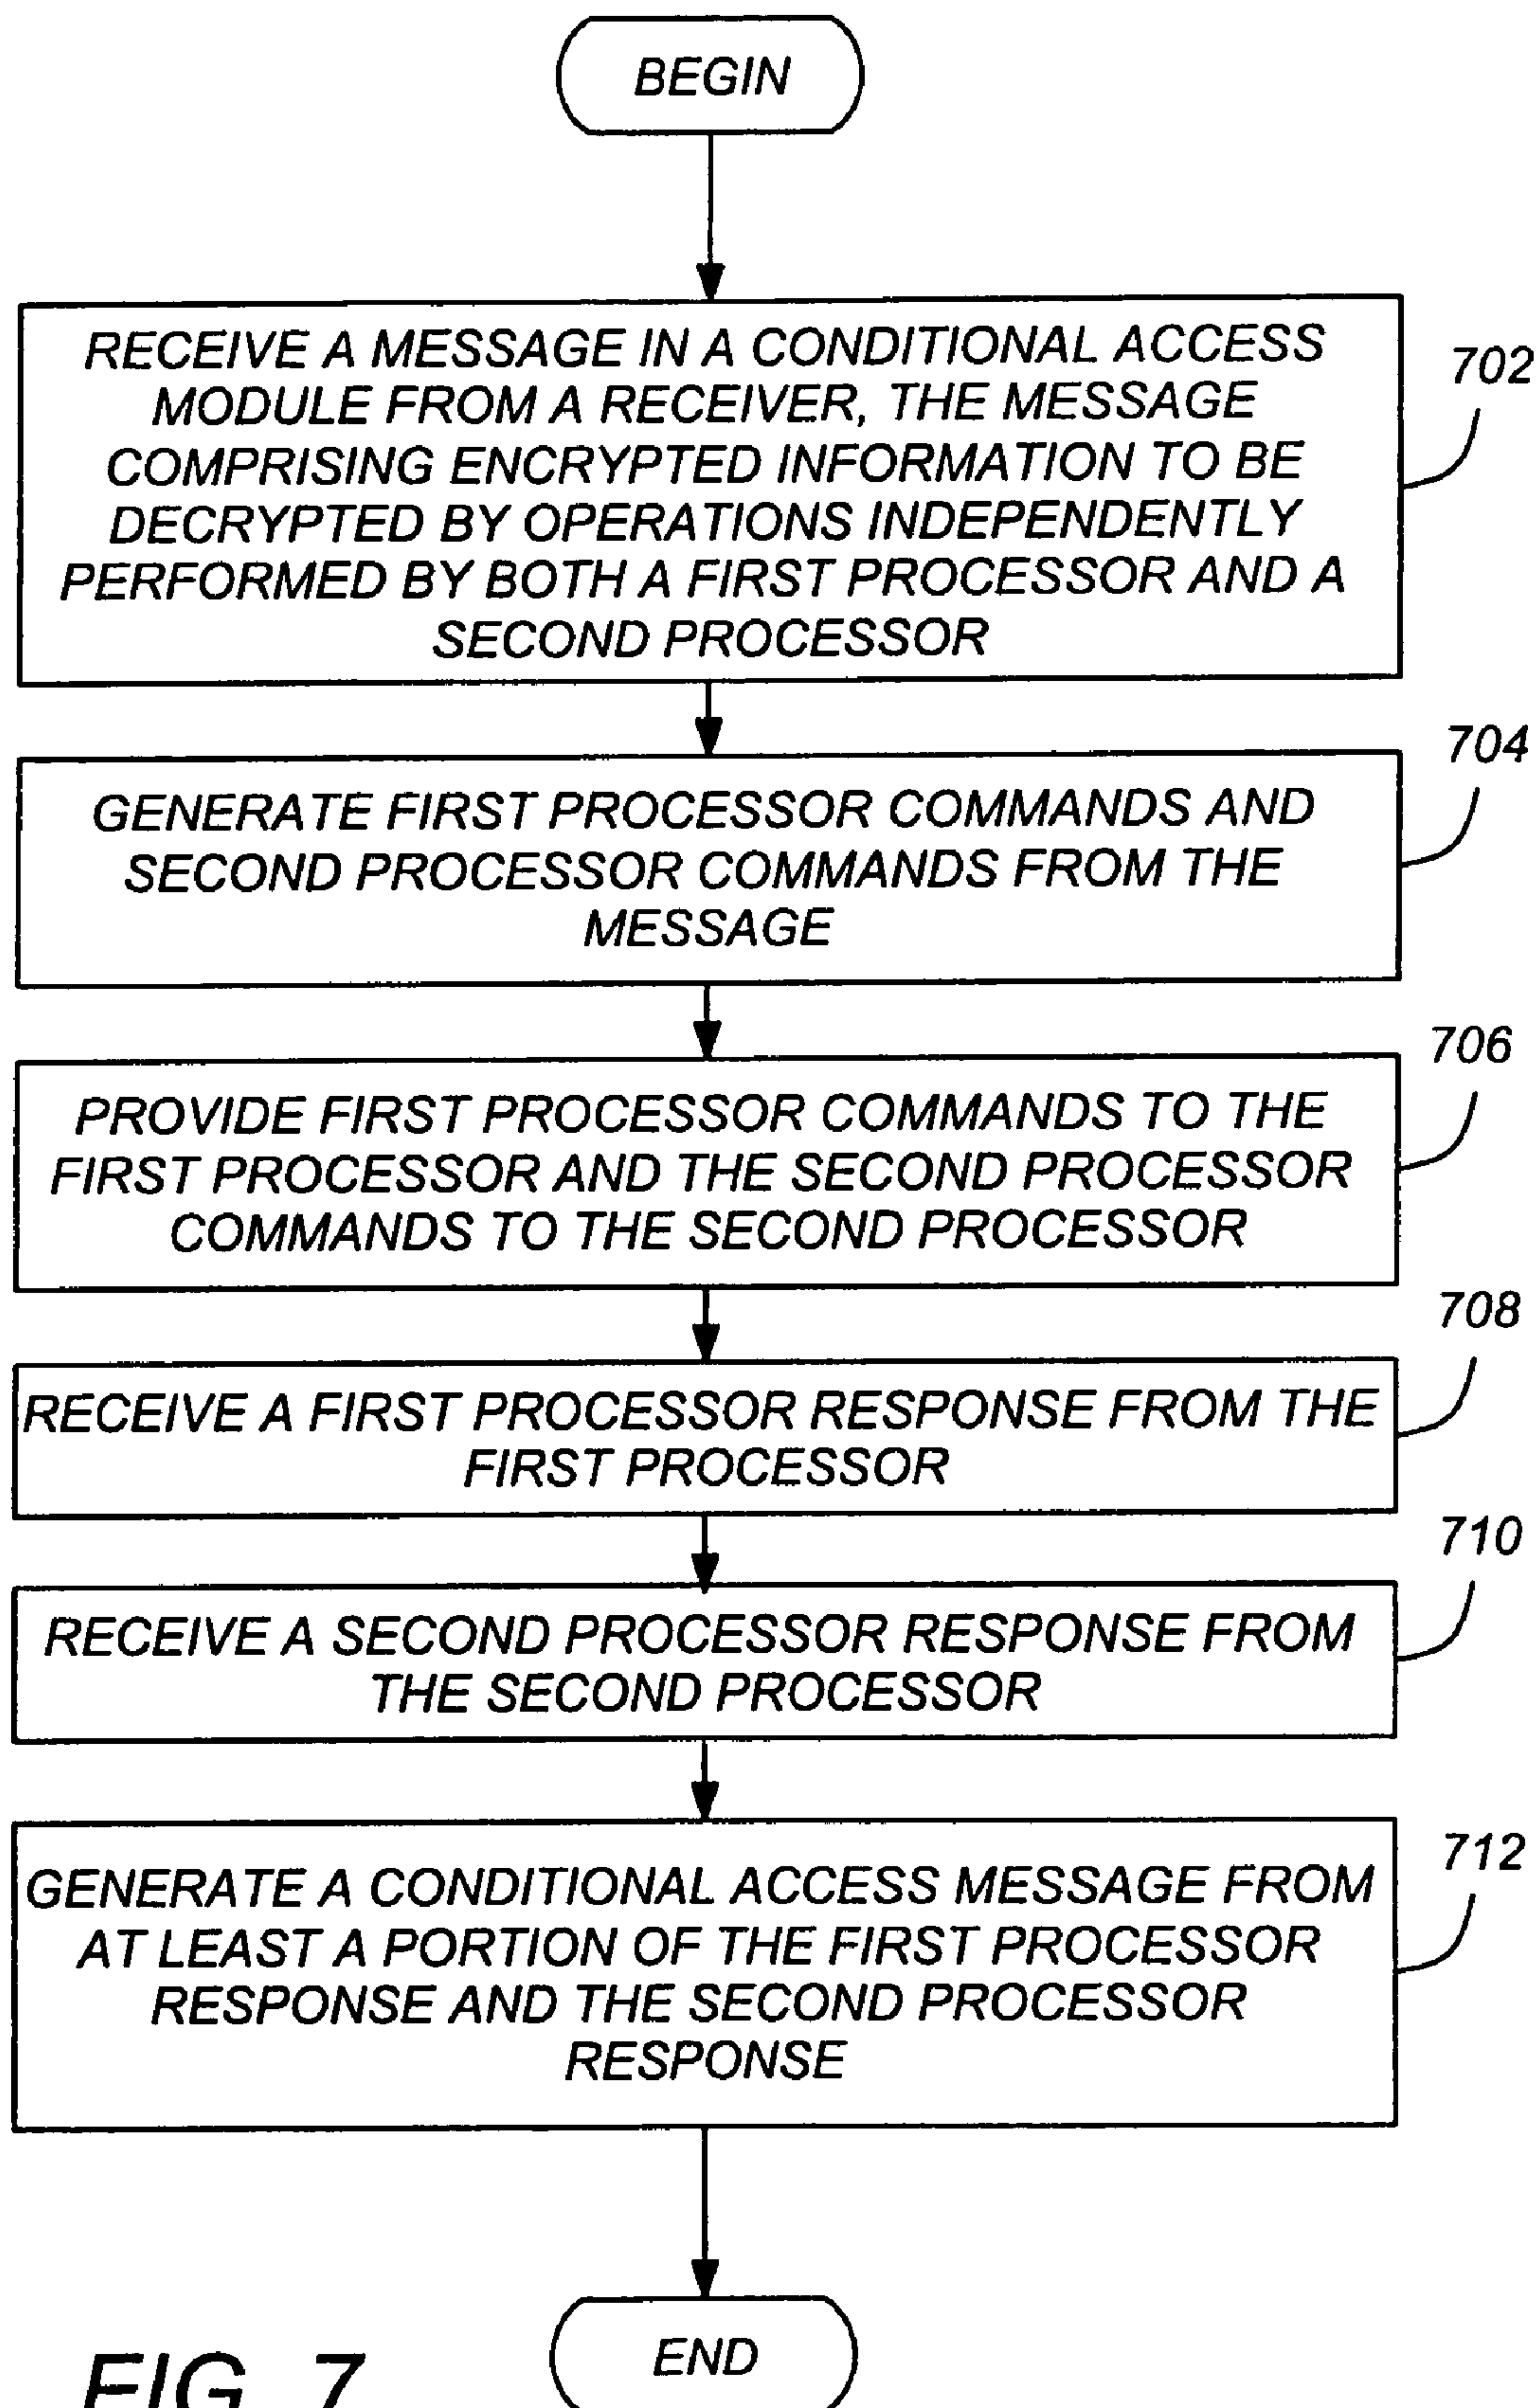 BEGIN
RECEIVE A MESSAGE IN A CONDITIONAL ACCESS
MODULE FROM A RECEIVER, THE MESSAGE
COMPRISING ENCRYPTED INFORMATION TO BE
DECRYPTED BY OPERATIONS INDEPENDENTLY
PERFORMED BY BOTH A FIRST PROCESSOR AND A
SECOND PROCESSOR
702
GENERATE FIRST PROCESSOR COMMANDS AND
SECOND PROCESSOR COMMANDS FROM THE
MESSAGE
704
PROVIDE FIRST PROCESSOR COMMANDS TO THE
FIRST PROCESSOR AND THE SECOND PROCESSOR
COMMANDS TO THE SECOND PROCESSOR
706
RECEIVE A FIRST PROCESSOR RESPONSE FROM THE
FIRST PROCESSOR
708
RECEIVE A SECOND PROCESSOR RESPONSE FROM
THE SECOND PROCESSOR
710
GENERATE A CONDITIONAL ACCESS MESSAGE FROM
AT LEAST A PORTION OF THE FIRST PROCESSOR
RESPONSE AND THE SECOND PROCESSOR
RESPONSE
712
END
FIG. 7